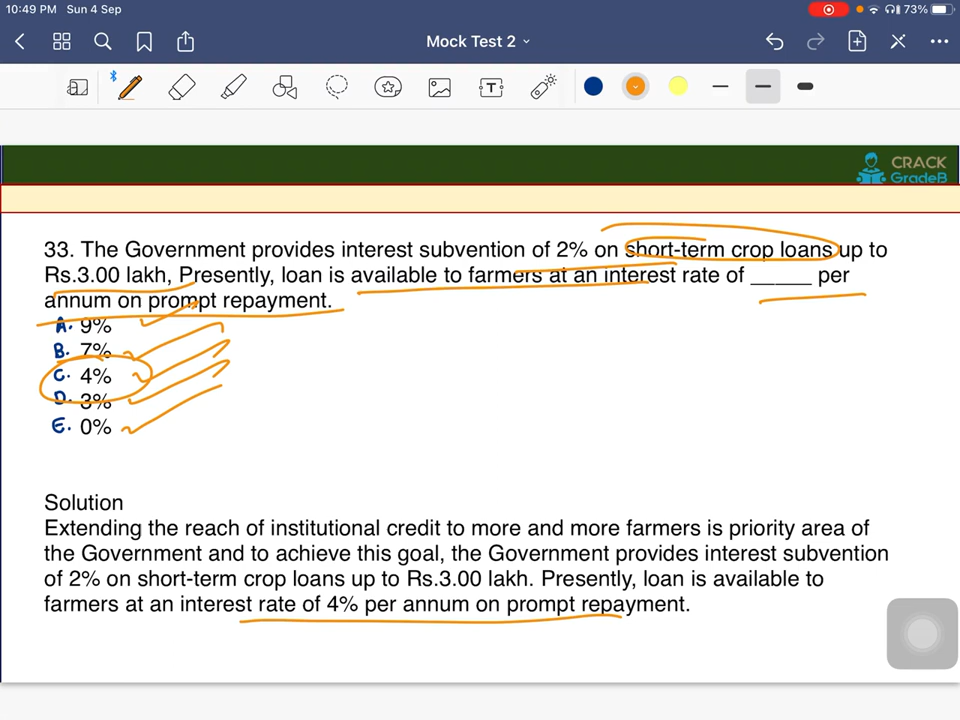 10:49 PM Sun 4 Sep
73%
Mock Test 2
CRACK
GradeB
33. The Government provides interest subvention of 2% on short-term crop loans up to
Rs.3.00 lakh, Presently, loan is available to farmers at an interest rate of _____ per
annum on prompt repayment.
A. 9%
B. 7%
C. 4%
D. 3%
E. 0%
Solution
Extending the reach of institutional credit to more and more farmers is priority area of
the Government and to achieve this goal, the Government provides interest subvention
of 2% on short-term crop loans up to Rs.3.00 lakh. Presently, loan is available to
farmers at an interest rate of 4% per annum on prompt repayment.